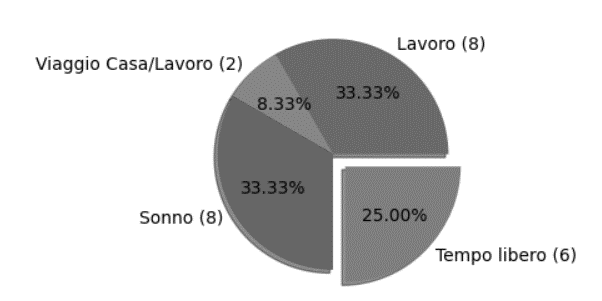 Lavoro (8)
Viaggio Casa/Lavoro (2)
33.33%
8.33%
33.33%
Sonno (8)
25.00%
Tempo libero (6)